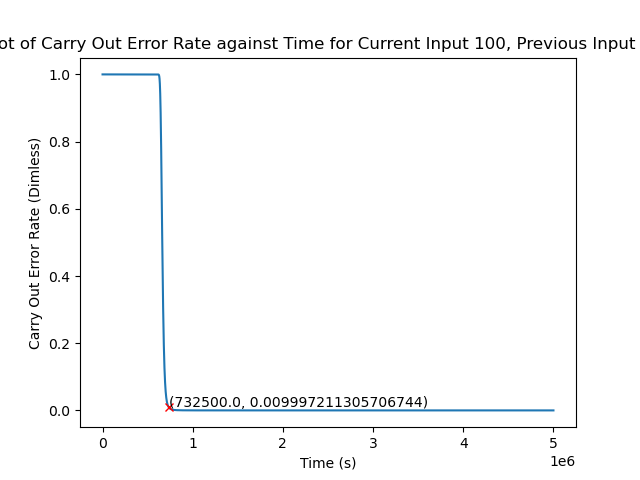 ot of Carry Out Error Rate against Time for Current Input 100, Previous Input
Carry Out Error Rate (Dimless)
1.0
0.8
0.6
0.4
0.2
0.0
(732500.0, 0.009997211305706744)
0 1 2 3 4 5
1e6
Time (s)